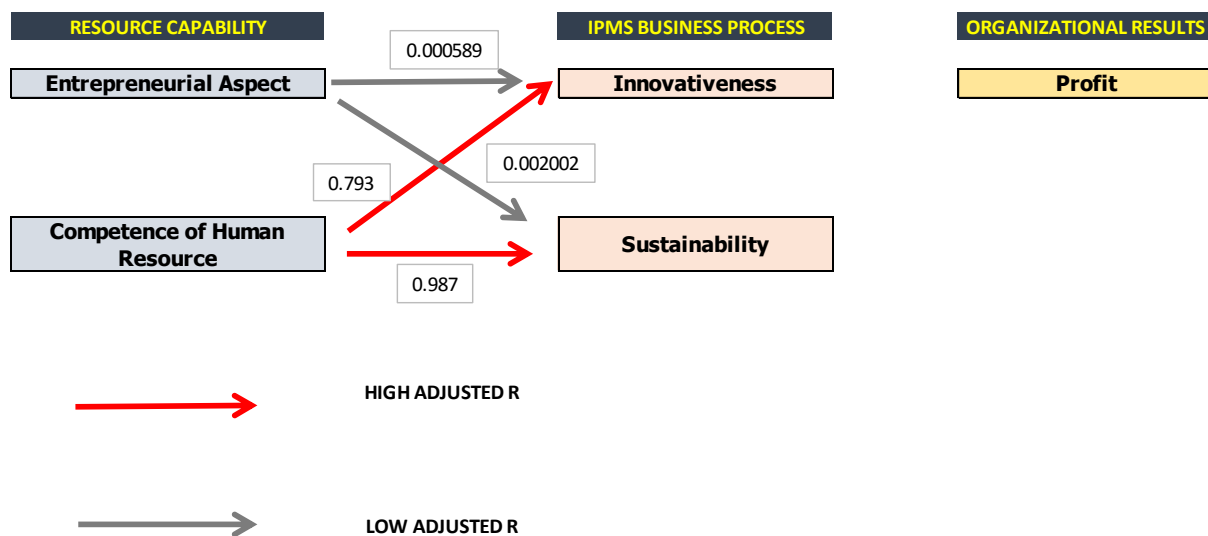 RESOURCE CAPABILITY
IPMS BUSINESS PROCESS
ORGANIZATIONAL RESULTS
0.000589
Entrepreneurial Aspect
Innovativeness
Profit
0.002002
0.793
Competence of Human
Resource
Sustainability
0.987
HIGH ADJUSTED R
LOW ADJUSTED R